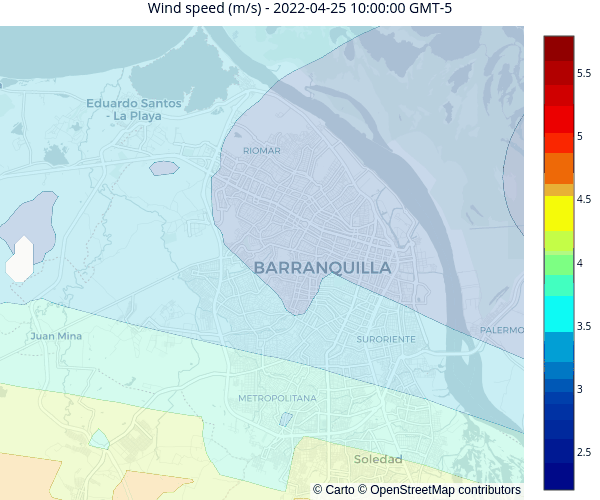 Wind speed (m/s) - 2022-04-25 10:00:00 GMT-5
Eduardo Santos
- La Playa
RIOMAR
BARRANQUILLA
PALERMO
Juan Mina
SURORIENTE
METROPOLITANA
Soledad
5.5
5
4.5
4
3.5
3
2.5
© Carto © OpenStreetMap contributors